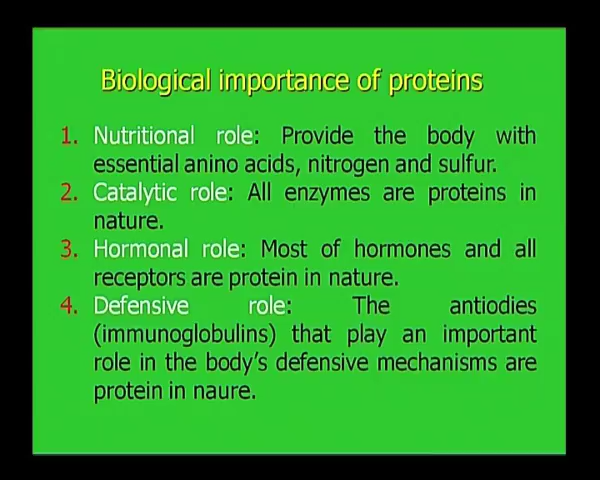 Biological importance of proteins
1. Nutritional role: Provide the body with
essential anino acids, nitrogen and sulfur.
2. Catalytic role: All enzymes are proteins in
nature.
3. Hormonal role: Most of hormones and all
receptors are protein in nature.
4. Defensive role: The antiodies
(immunoglobulins) that play an important
role in the body's defensive mechanisms are
protein in naure.